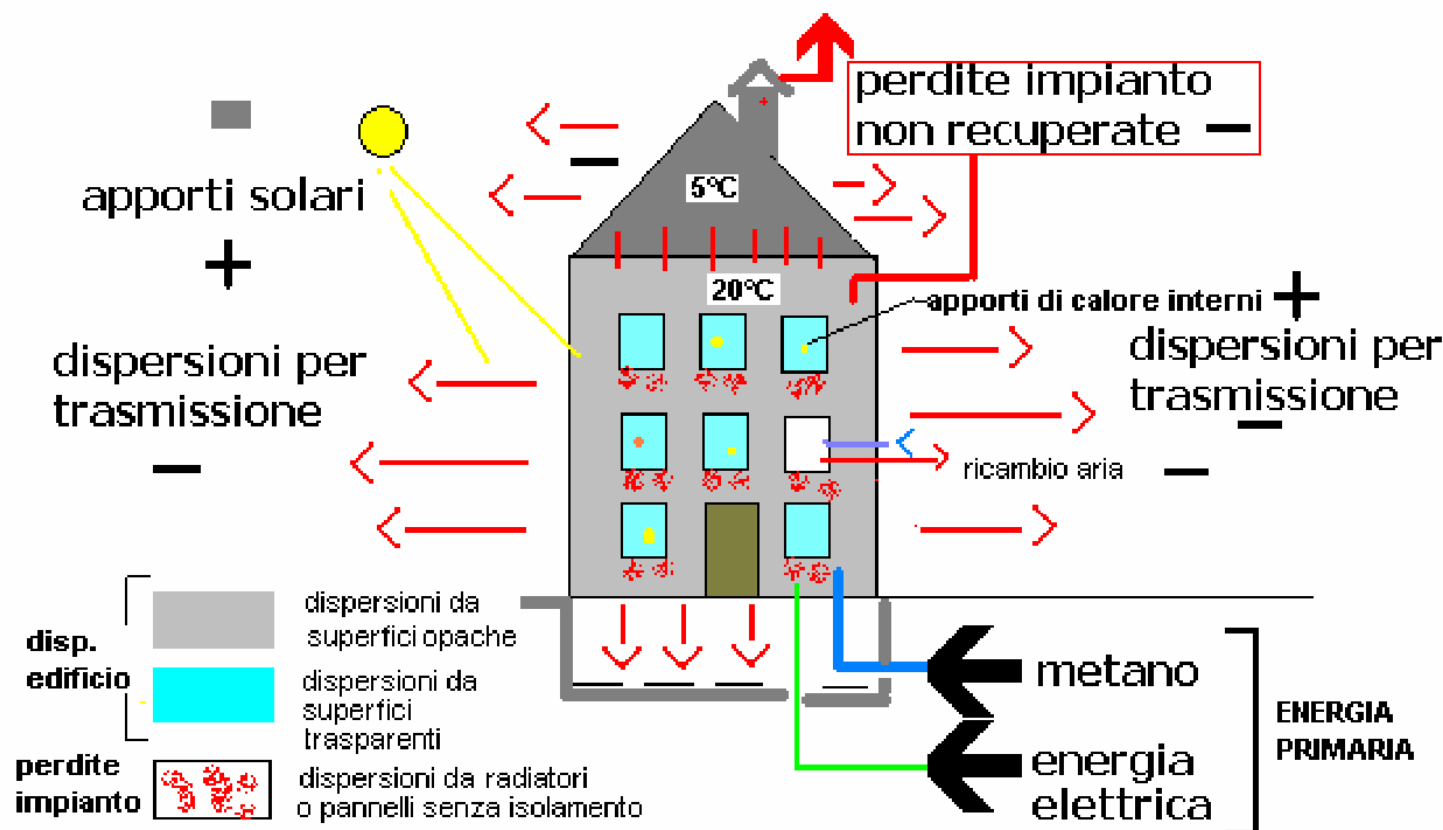 perdite impianto
non recuperate −
apporti solari
+
5°C
20°C
apporti di calore interni +
dispersioni per
trasmissione
−
dispersioni per
trasmissione
−
ricambio aria −
disp.
edificio
dispersioni da
superfici opache
dispersioni da
superfici
trasparenti
perdite
impianto
dispersioni da radiatori
o pannelli senza isolamento
metano
energia
elettrica
ENERGIA
PRIMARIA